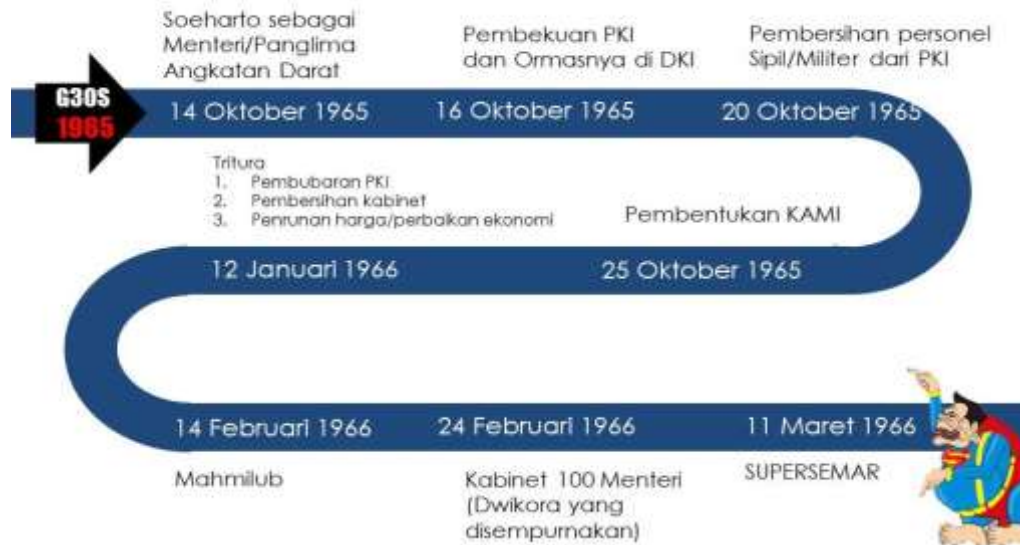 Soeharto sebagai
Menteri/Panglima
Angkatan Darat
Pembekuan PKI
dan Ormasnya di DKI
Pembersihan personel
Sipil/Militer dari PKI
G30S
1965
14 Oktober 1965
16 Oktober 1965
20 Oktober 1965
Tritura
1. Pembubaran PKI
2. Pembersihan kabinet
3. Penrunan harga/perbaikan ekonomi
Pembentukan KAMI
12 Januari 1966
25 Oktober 1965
14 Februari 1966
24 Februari 1966
11 Maret 1966
Mahmilub
Kabinet 100 Menteri
(Dwikora yang
disempurnakan)
SUPERSEMAR